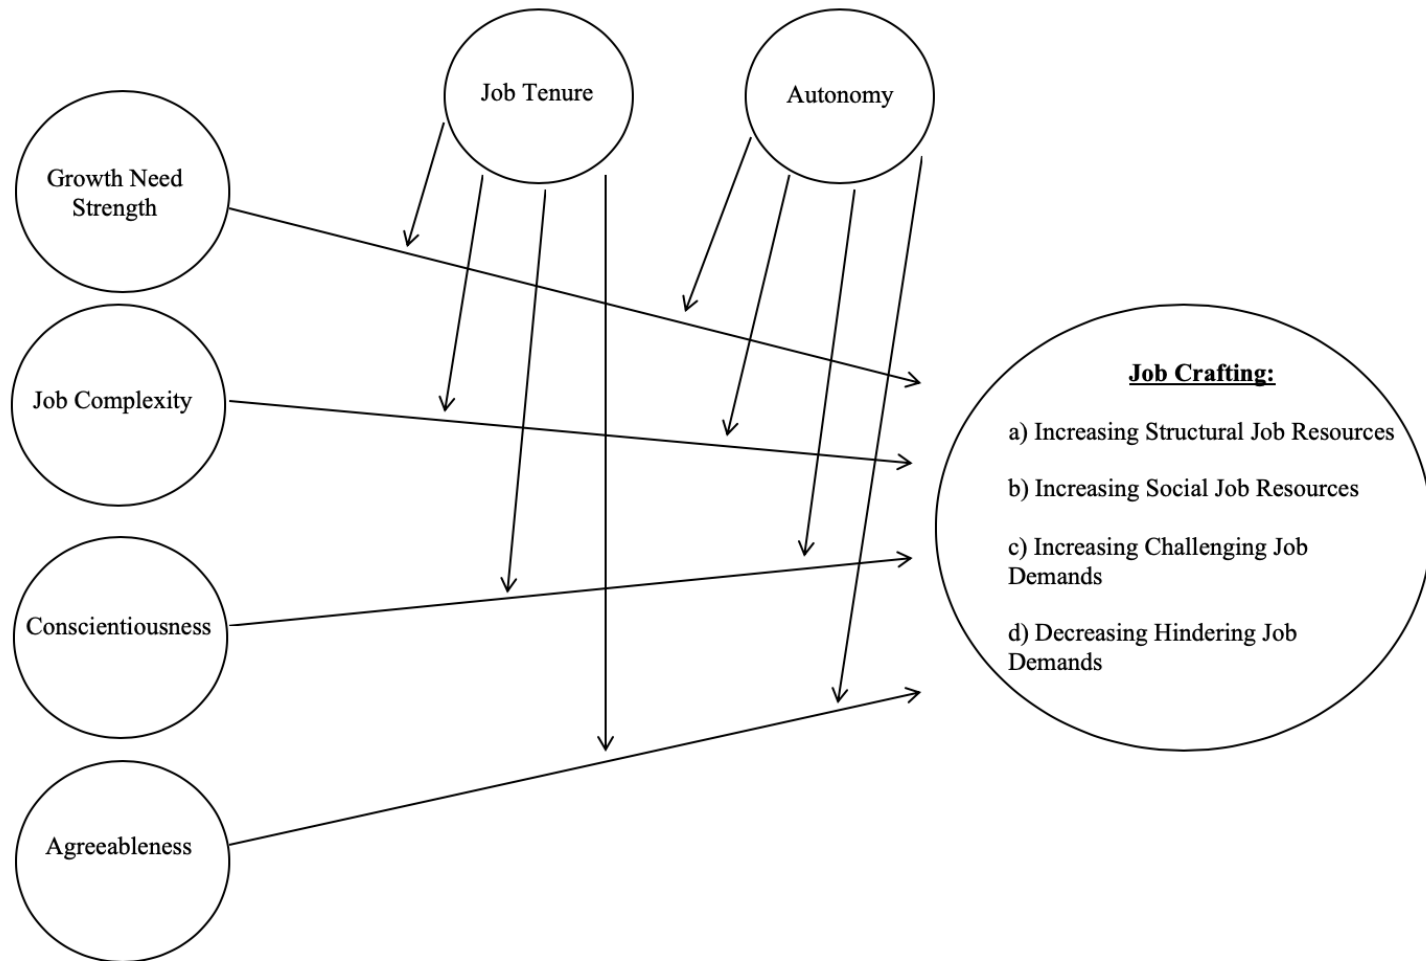 Job Tenure
Autonomy
Growth Need
Strength
Job Complexity
Conscientiousness
Agreeableness
Job Crafting:
a) Increasing Structural Job Resources
b) Increasing Social Job Resources
c) Increasing Challenging Job
Demands
d) Decreasing Hindering Job
Demands